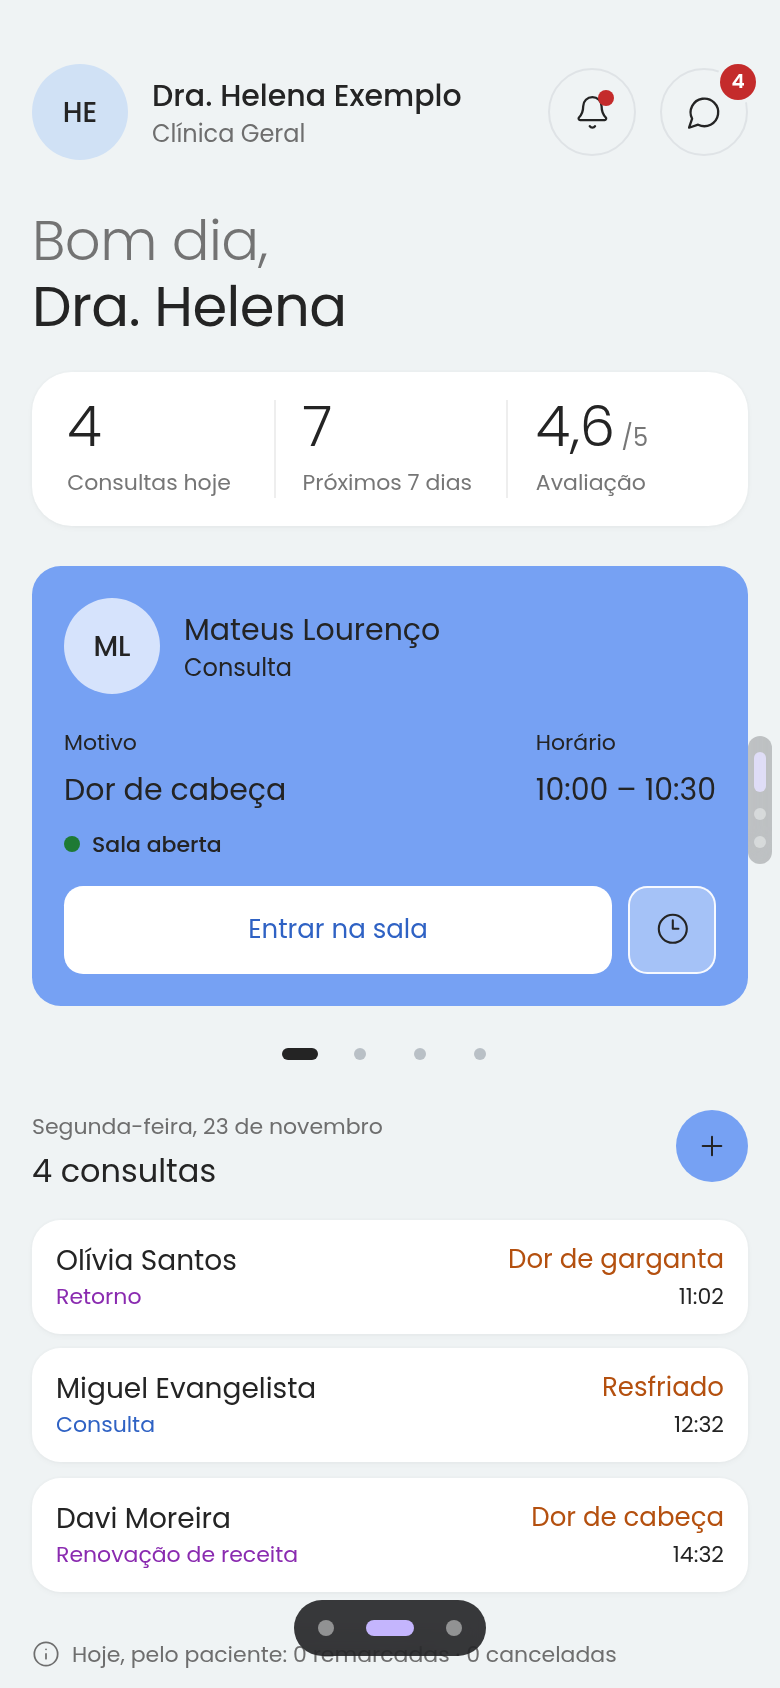 HE
Dra. Helena Exemplo
Clínica Geral
4
Bom dia,
Dra. Helena
4
Consultas hoje
7
Próximos 7 dias
4,6 /5
Avaliação
ML
Mateus Lourenço
Consulta
Motivo
Dor de cabeça
Horário
10:00 – 10:30
Sala aberta
Entrar na sala
Segunda-feira, 23 de novembro
4 consultas
Olívia Santos
Retorno
Dor de garganta
11:02
Miguel Evangelista
Consulta
Resfriado
12:32
Davi Moreira
Renovação de receita
Dor de cabeça
14:32
Hoje, pelo paciente: 0 remarcadas · 0 canceladas